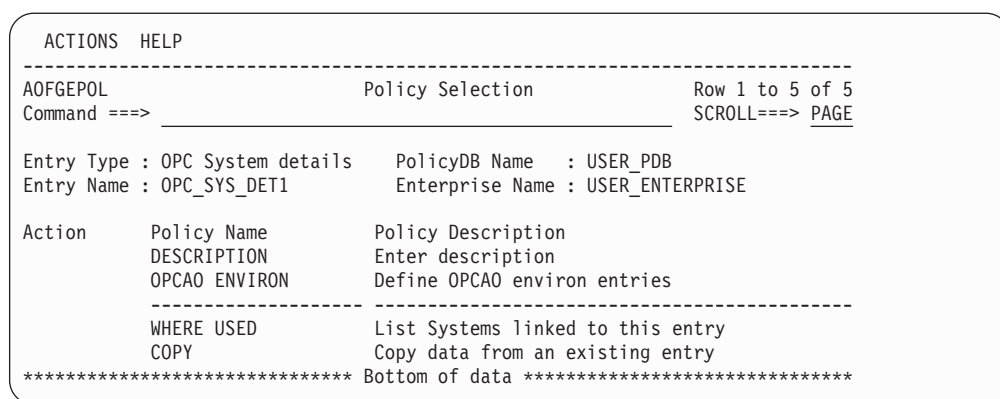 ACTIONS HELP
--------------------------------------------------------------------------------
AOFGEPOL Policy Selection Row 1 to 5 of 5
Command ===> SCROLL===> PAGE
Entry Type : OPC System details PolicyDB Name : USER_PDB
Entry Name : OPC_SYS_DET1 Enterprise Name : USER_ENTERPRISE
Action Policy Name Policy Description
DESCRIPTION Enter description
OPCAO ENVIRON Define OPCAO environ entries
-------------------- ---------------------------------------------
WHERE USED List Systems linked to this entry
COPY Copy data from an existing entry
******************************* Bottom of data *******************************